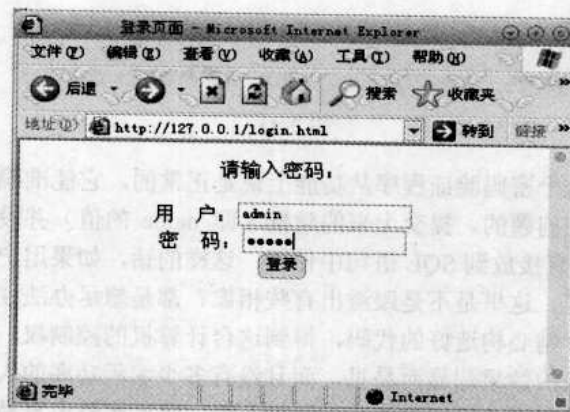 登录页面 - Microsoft Internet Explorer
文件(F) 编辑(E) 查看(V) 收藏(A) 工具(T) 帮助(H)
后退 搜索 收藏夹 »
地址(D) http://127.0.0.1/login.html 转到 链接 »
请输入密码:
用 户: admin
密 码: •••••
登录
完毕 Internet